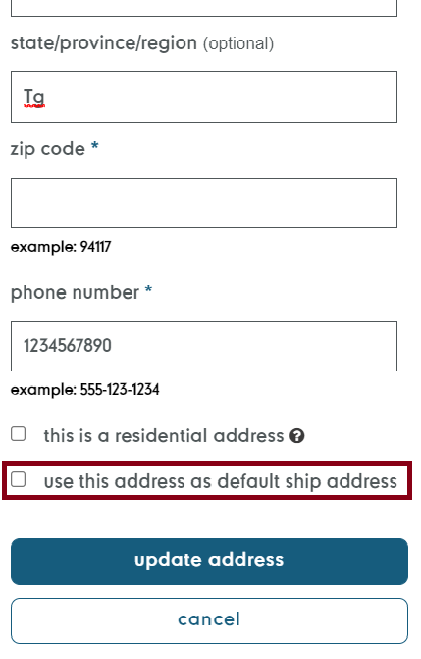 state/province/region (optional)
Tg
zip code *
example: 94117
phone number *
1234567890
example: 555-123-1234
this is a residential address ?
use this address as default ship address
update address
cancel